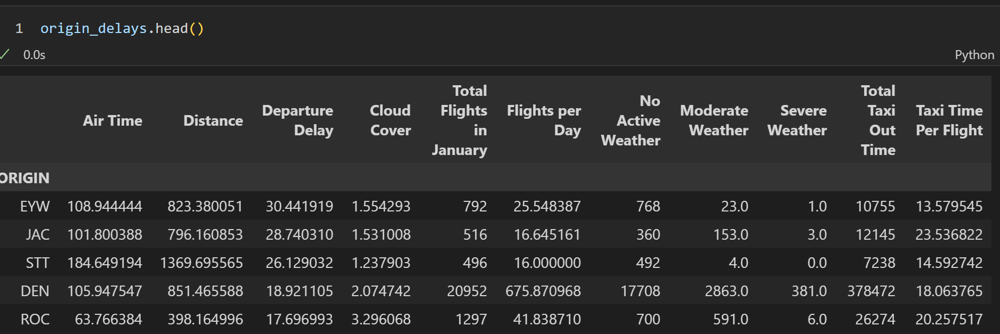 1 origin_delays.head()
0.0s Python
Air Time Distance Departure Delay Cloud Cover Total Flights in January Flights per Day No Active Weather Moderate Weather Severe Weather Total Taxi Out Time Taxi Time Per Flight
ORIGIN
EYW 108.944444 823.380051 30.441919 1.554293 792 25.548387 768 23.0 1.0 10755 13.579545
JAC 101.800388 796.160853 28.740310 1.531008 516 16.645161 360 153.0 3.0 12145 23.536822
STT 184.649194 1369.695565 26.129032 1.237903 496 16.000000 492 4.0 0.0 7238 14.592742
DEN 105.947547 851.465588 18.921105 2.074742 20952 675.870968 17708 2863.0 381.0 378472 18.063765
ROC 63.766384 398.164996 17.696993 3.296068 1297 41.838710 700 591.0 6.0 26274 20.257517